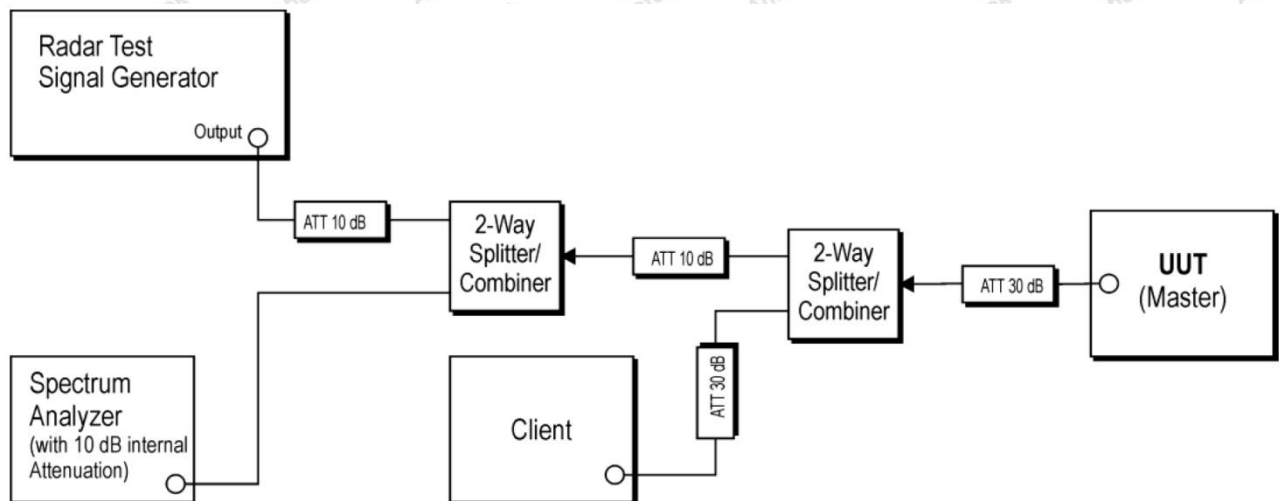 Radar Test
Signal Generator
Output
ATT 10 dB
2-Way
Splitter/
Combiner
ATT 10 dB
2-Way
Splitter/
Combiner
ATT 30 dB
UUT
(Master)
ATT 30 dB
Spectrum
Analyzer
(with 10 dB internal
Attenuation)
Client